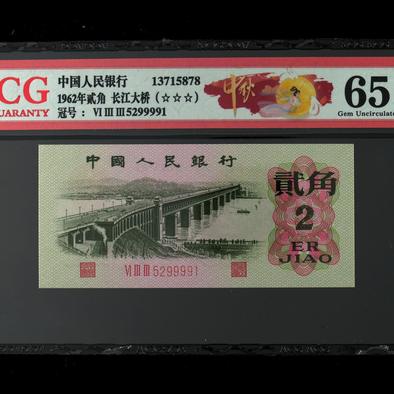 CG
UARANTY
中国人民银行 13715878
1962年贰角 长江大桥（☆☆☆）
冠号： VI III III 5299991
中秋
65
Gem Uncirculate
中國人民銀行
貳角
2
ER
JIAO
VI III III 5299991